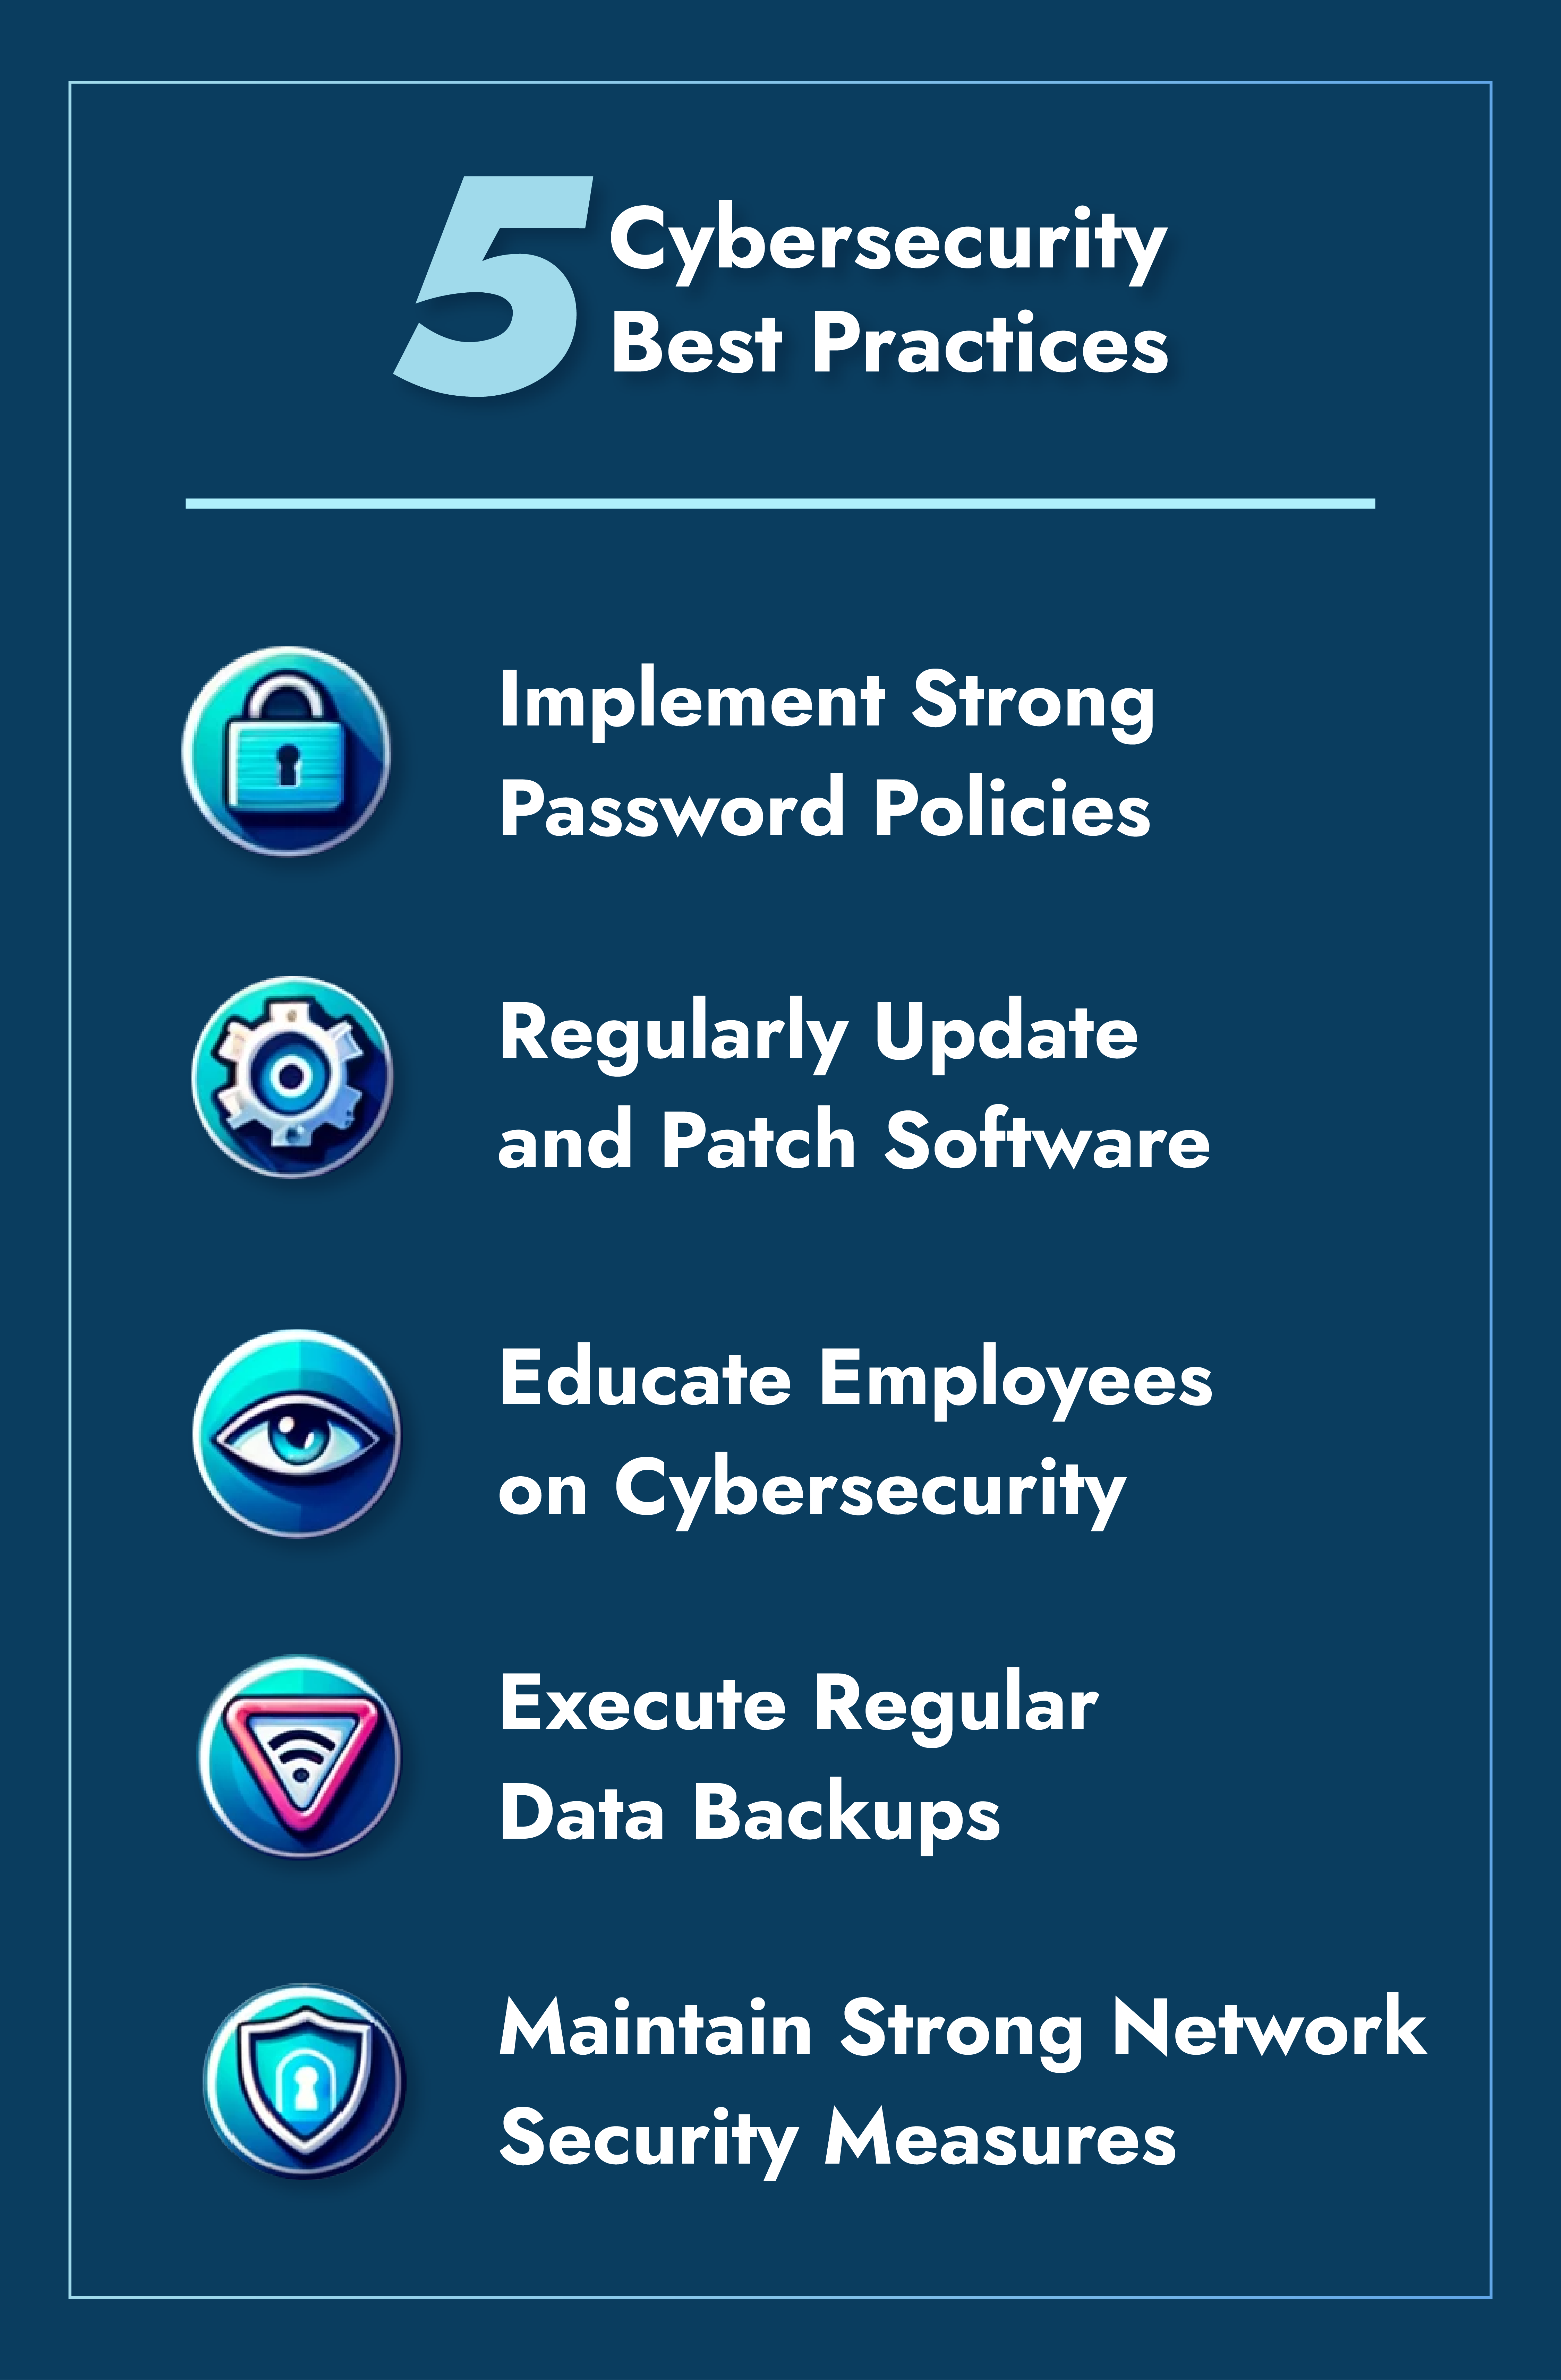 5 Cybersecurity
Best Practices
Implement Strong
Password Policies
Regularly Update
and Patch Software
Educate Employees
on Cybersecurity
Execute Regular
Data Backups
Maintain Strong Network
Security Measures